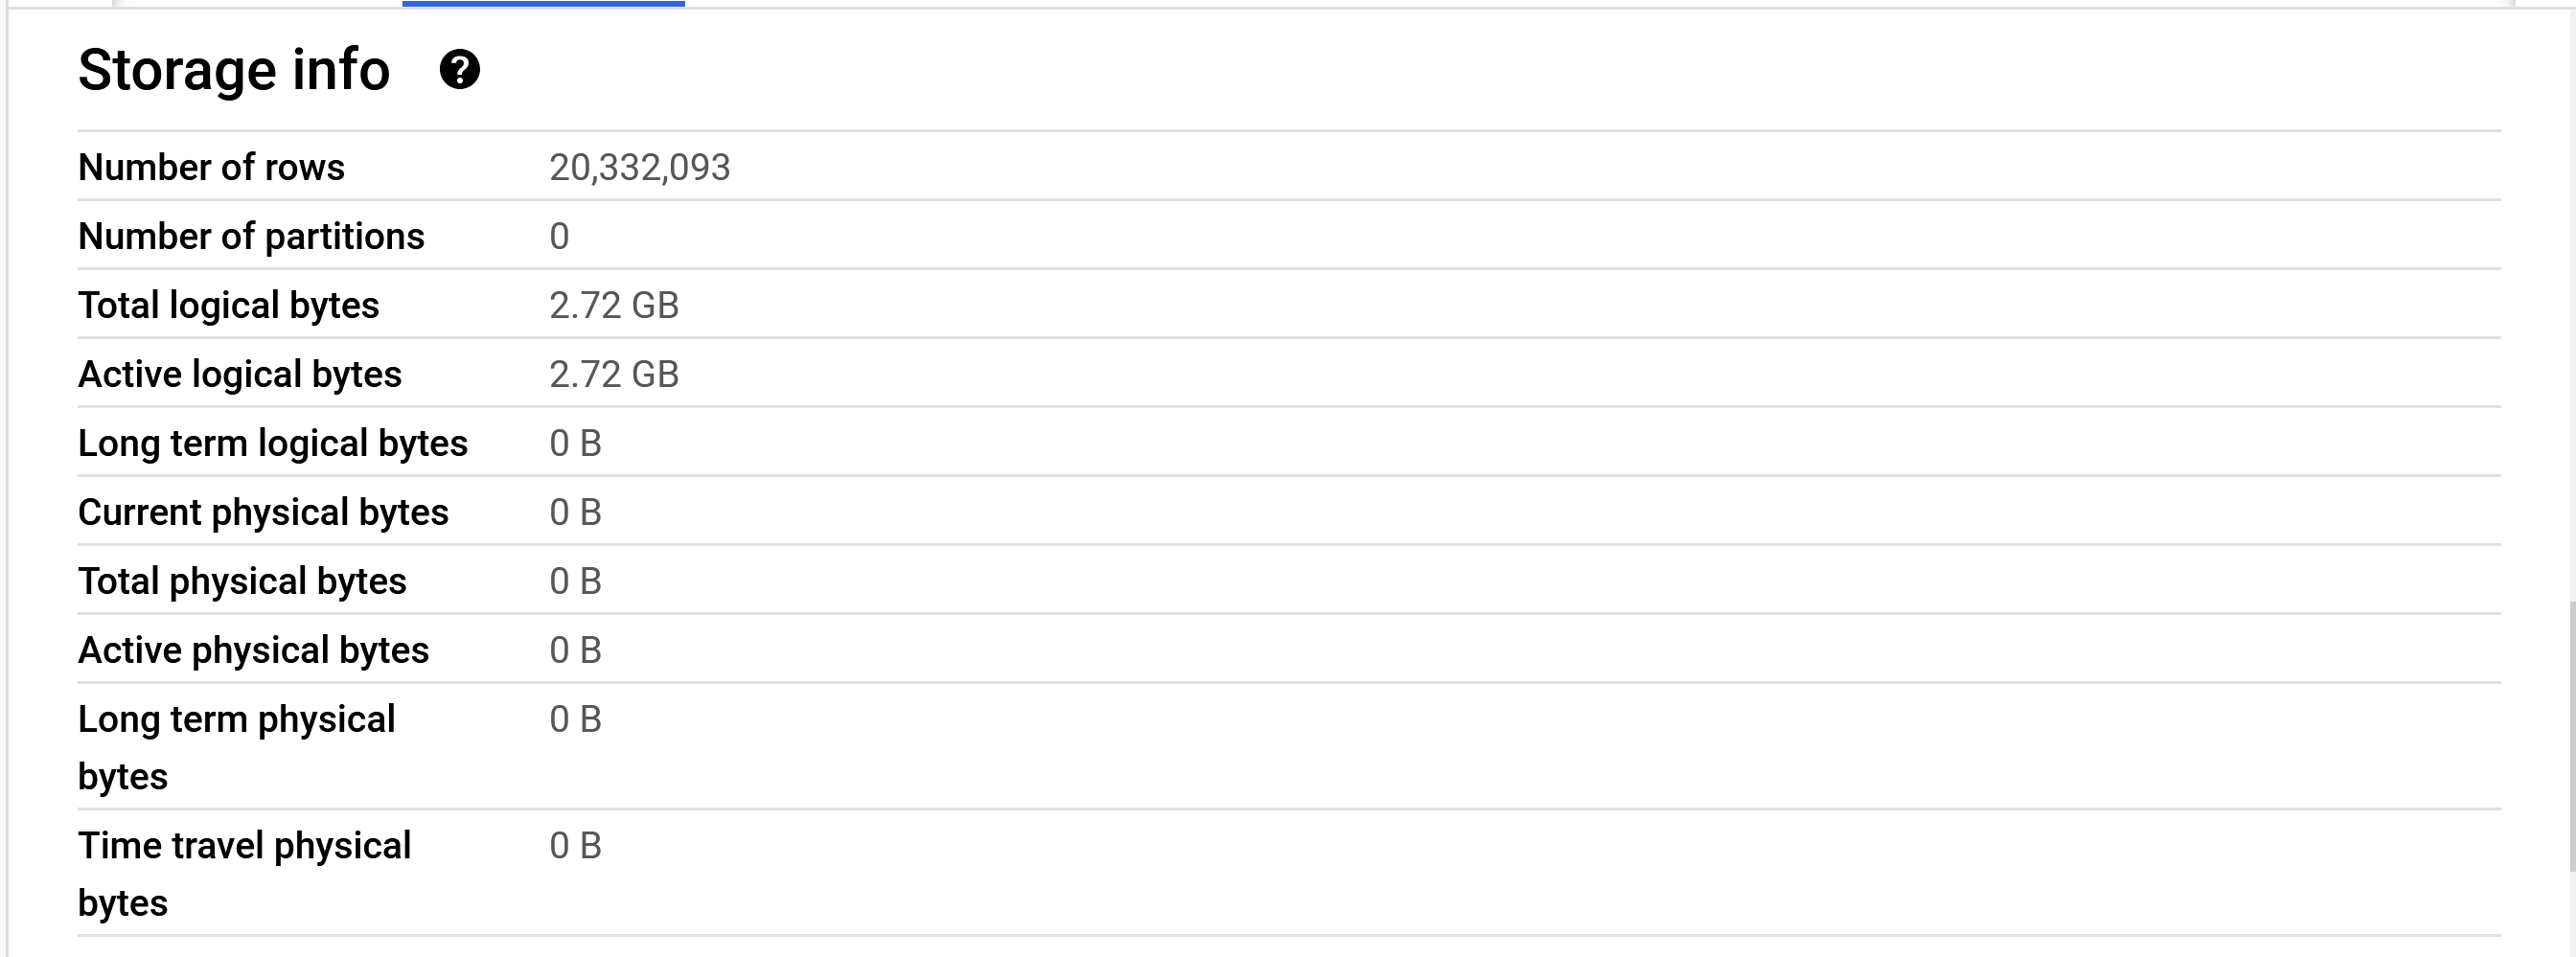 Storage info ?
Number of rows 20,332,093
Number of partitions 0
Total logical bytes 2.72 GB
Active logical bytes 2.72 GB
Long term logical bytes 0 B
Current physical bytes 0 B
Total physical bytes 0 B
Active physical bytes 0 B
Long term physical 0 B
bytes
Time travel physical 0 B
bytes